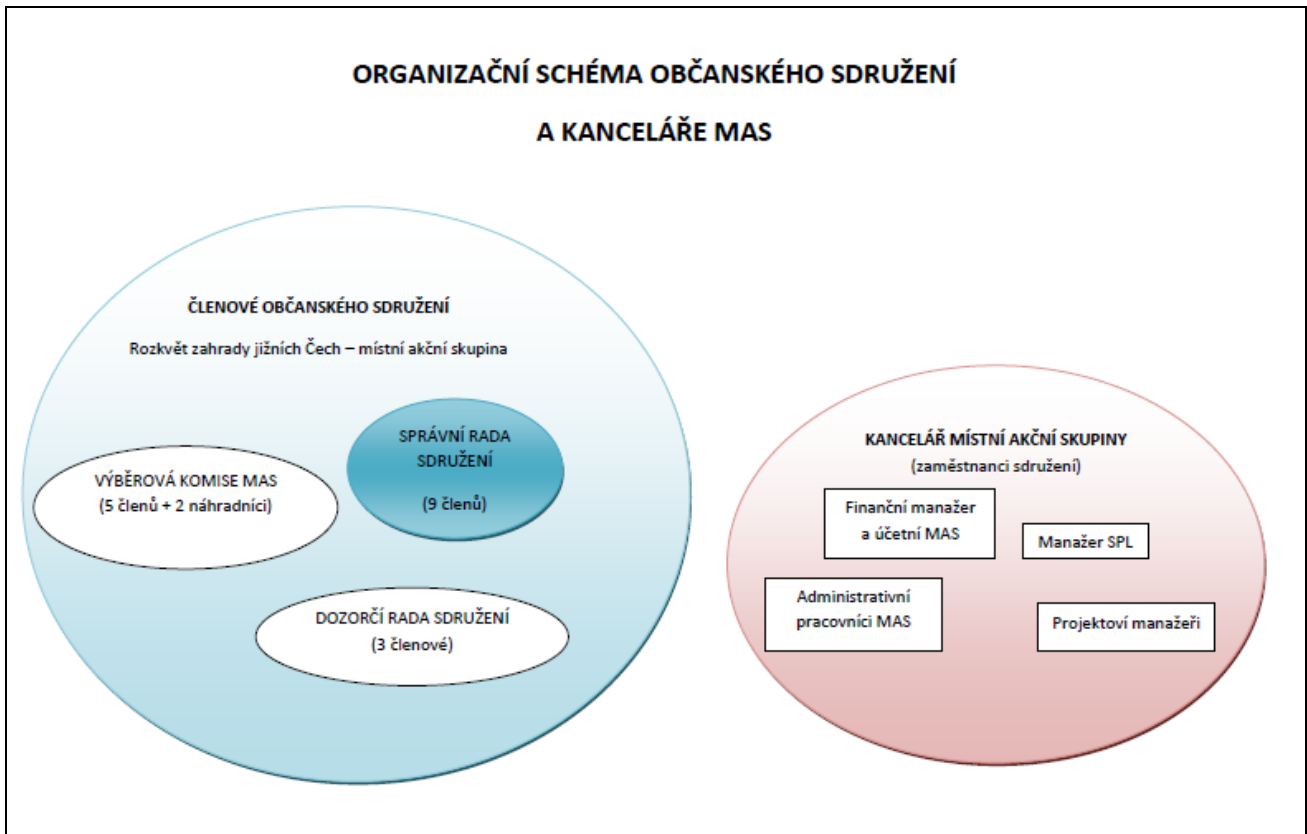 ORGANIZAČNÍ SCHÉMA OBČANSKÉHO SDRUŽENÍ
A KANCELÁŘE MAS
ČLENOVÉ OBČANSKÉHO SDRUŽENÍ
Rozkvět zahrady jižních Čech – místní akční skupina
SPRÁVNÍ RADA
SDRUŽENÍ
(9 členů)
VÝBĚROVÁ KOMISE MAS
(5 členů + 2 náhradníci)
DOZORČÍ RADA SDRUŽENÍ
(3 členové)
KANCELÁŘ MÍSTNÍ AKČNÍ SKUPINY
(zaměstnanci sdružení)
Finanční manažer
a účetní MAS
Manažer SPL
Administrativní
pracovníci MAS
Projektoví manažeři